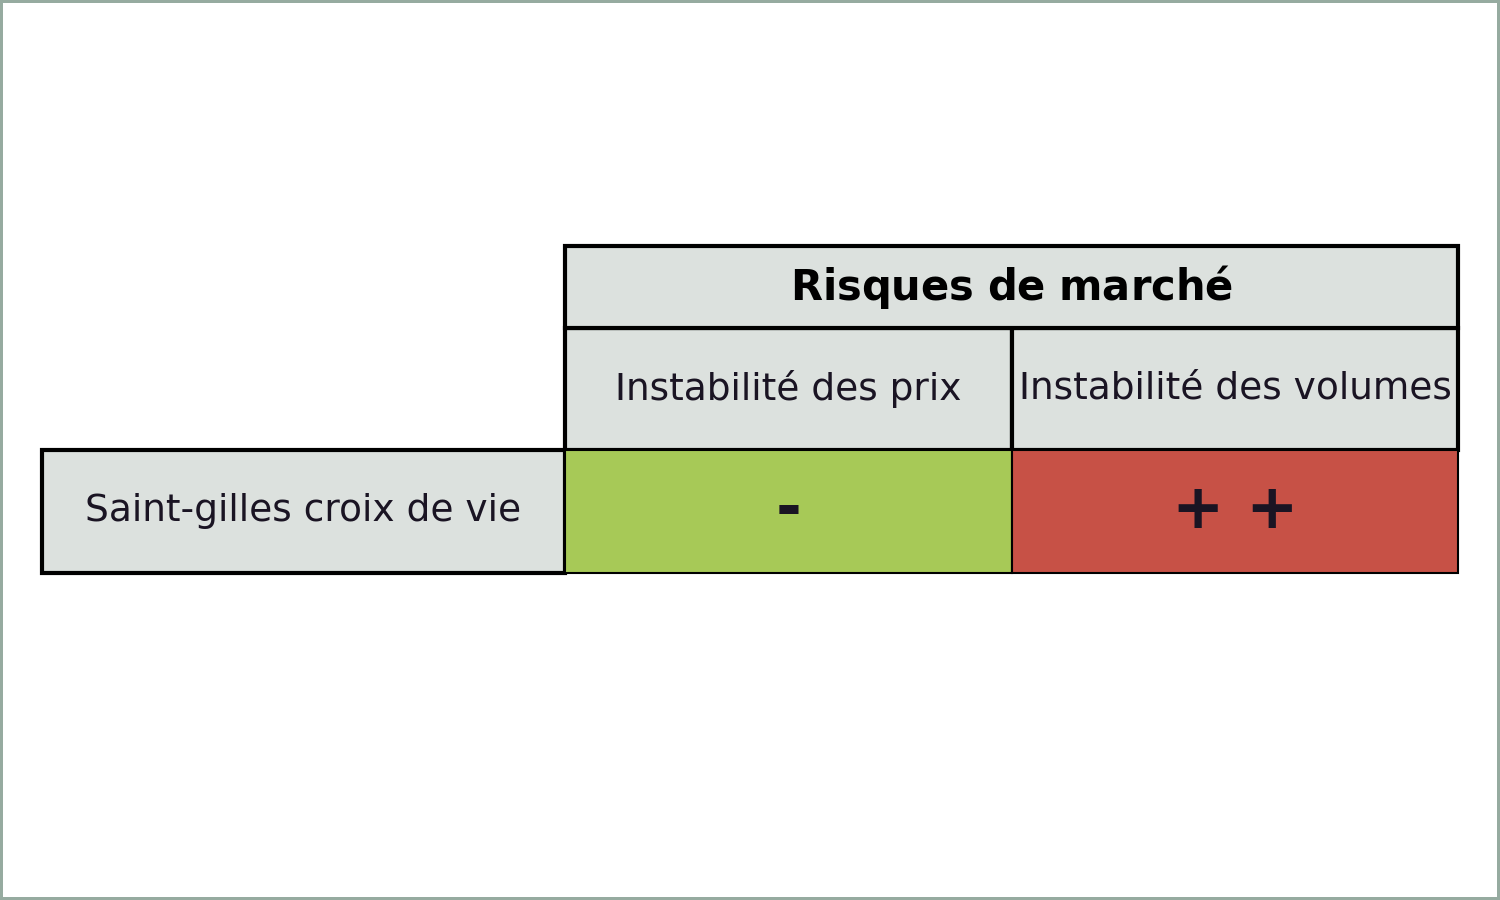 Risques de marché
Instabilité des prix
Instabilité des volumes
Saint-gilles croix de vie
-
+ +